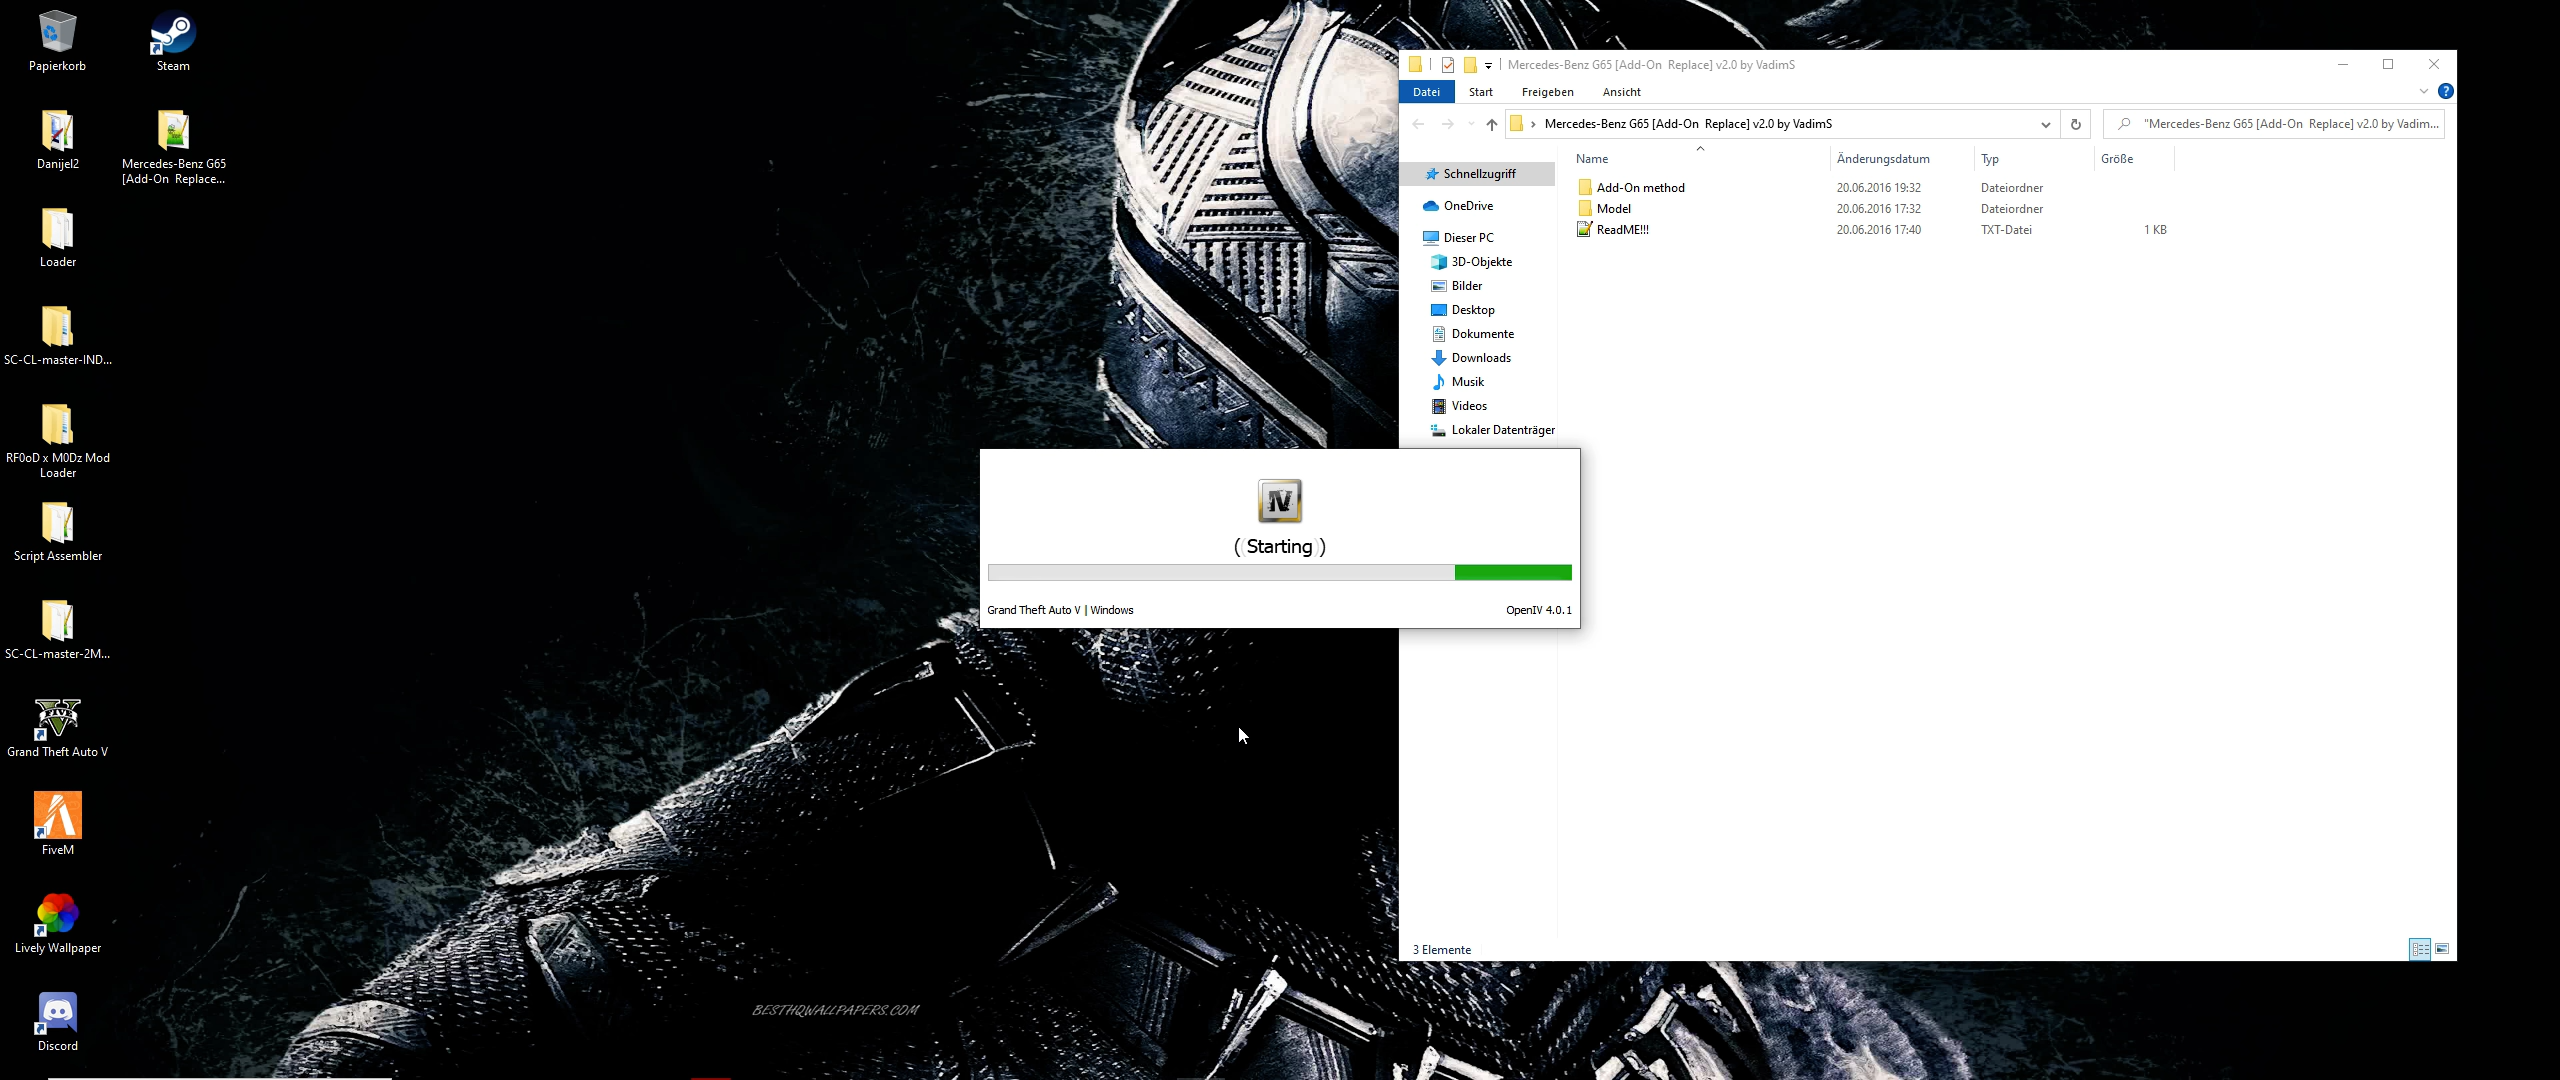 Papierkorb
Steam
Danijel2
Mercedes-Benz G65
[Add-On Replace...
Loader
SC-CL-master-IND...
RF0oD x M0Dz Mod
Loader
Script Assembler
SC-CL-master-2M...
FIVE
Grand Theft Auto V
FiveM
Lively Wallpaper
Discord
Mercedes-Benz G65 [Add-On Replace] v2.0 by VadimS
Datei
Start
Freigeben
Ansicht
Mercedes-Benz G65 [Add-On Replace] v2.0 by VadimS
"Mercedes-Benz G65 [Add-On Replace] v2.0 by Vadim...
Schnellzugriff
OneDrive
Dieser PC
3D-Objekte
Bilder
Desktop
Dokumente
Downloads
Musik
Videos
Lokaler Datenträger
Name Änderungsdatum Typ Größe
Add-On method 20.06.2016 19:32 Dateiordner
Model 20.06.2016 17:32 Dateiordner
ReadME!!! 20.06.2016 17:40 TXT-Datei 1 KB
3 Elemente
IV
((Starting))
Grand Theft Auto V | Windows
OpenIV 4.0.1
BESTHQWALLPAPERS.COM